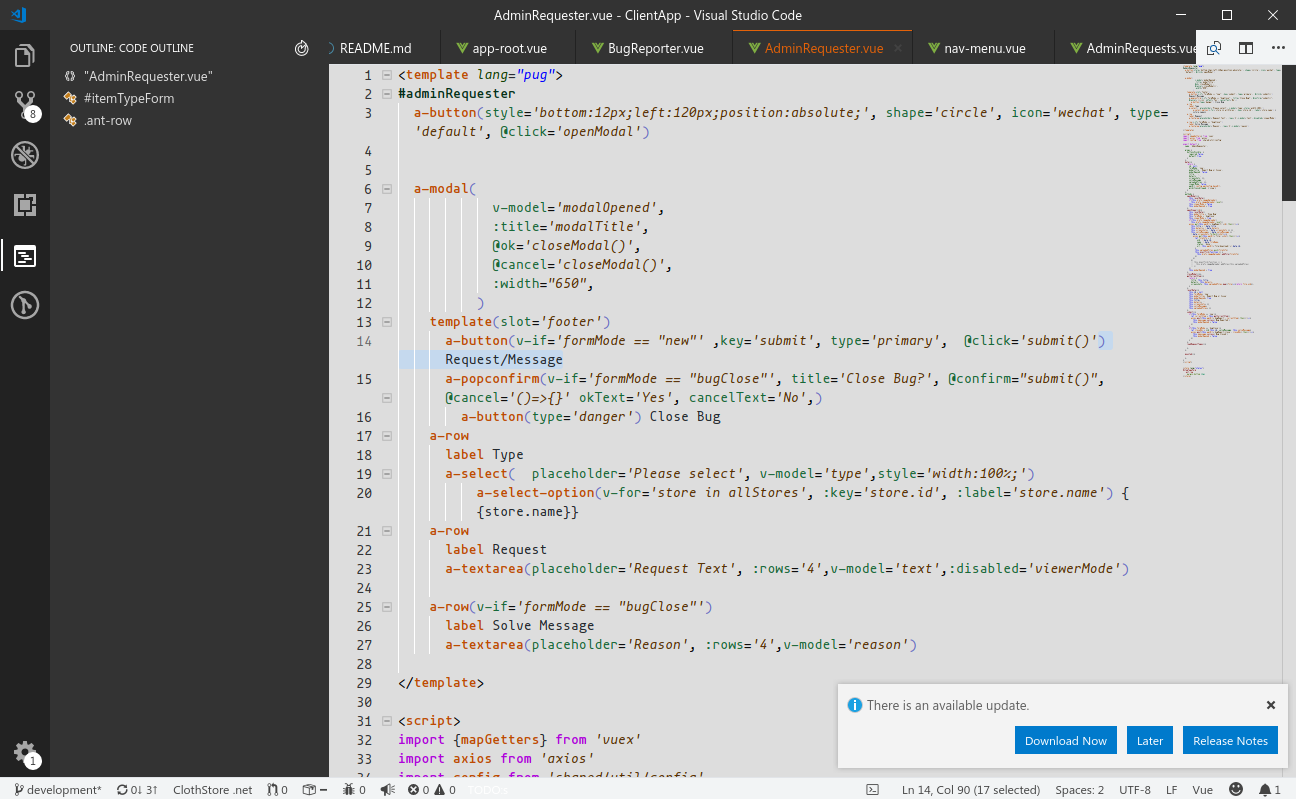 AdminRequester.vue - ClientApp - Visual Studio Code
OUTLINE: CODE OUTLINE
README.md
app-root.vue
BugReporter.vue
AdminRequester.vue
nav-menu.vue
AdminRequests.vue
"AdminRequester.vue"
#itemTypeForm
.ant-row
8
1
1 <template lang="pug">
2 #adminRequester
3 a-button(style='bottom:12px;left:120px;position:absolute;', shape='circle', icon='wechat', type=
'default', @click='openModal')
4
5
6 a-modal(
7 v-model='modalOpened',
8 :title='modalTitle',
9 @ok='closeModal()',
10 @cancel='closeModal()',
11 :width="650",
12 )
13 template(slot='footer')
14 a-button(v-if='formMode == "new"' ,key='submit', type='primary',  @click='submit()')
Request/Message
15 a-popconfirm(v-if='formMode == "bugClose"', title='Close Bug?', @confirm="submit()",
@cancel='()=>{}' okText='Yes', cancelText='No',)
16 a-button(type='danger') Close Bug
17 a-row
18 label Type
19 a-select(  placeholder='Please select', v-model='type',style='width:100%;')
20 a-select-option(v-for='store in allStores', :key='store.id', :label='store.name') {
{store.name}}
21 a-row
22 label Request
23 a-textarea(placeholder='Request Text', :rows='4',v-model='text',:disabled='viewerMode')
24
25 a-row(v-if='formMode == "bugClose"')
26 label Solve Message
27 a-textarea(placeholder='Reason', :rows='4',v-model='reason')
28
29 </template>
30
31 <script>
32 import {mapGetters} from 'vuex'
33 import axios from 'axios'
34 import config from 'shared/util/config'
There is an available update.
Download Now
Later
Release Notes
development*
0↓ 3↑
ClothStore .net
0
0
0
0
TODOs
Ln 14, Col 90 (17 selected)
Spaces: 2
UTF-8
LF
Vue
1